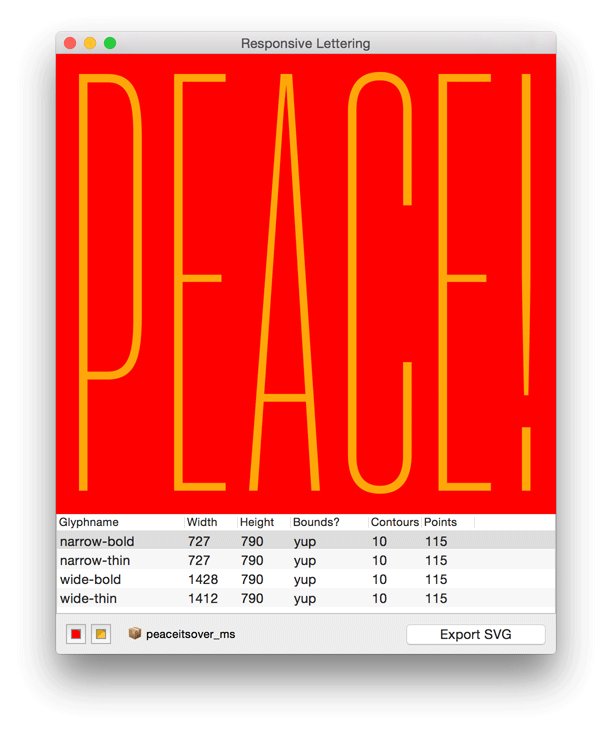 Responsive Lettering
PEACE!
Glyphname Width Height Bounds? Contours Points
narrow-bold 727 790 yup 10 115
narrow-thin 727 790 yup 10 115
wide-bold 1428 790 yup 10 115
wide-thin 1412 790 yup 10 115
peaceitsover_ms Export SVG